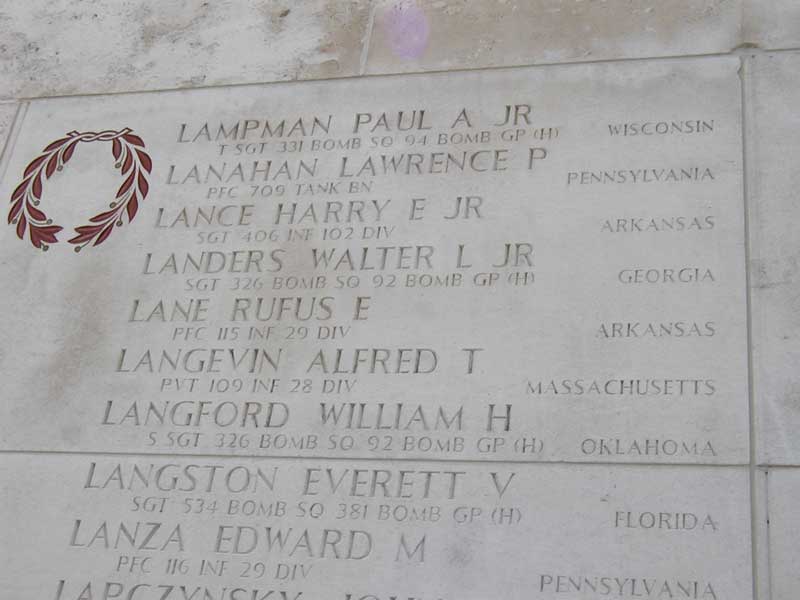 LAMPMAN PAUL A JR
T SGT 331 BOMB SQ 94 BOMB GP (H) WISCONSIN
LANAHAN LAWRENCE P
PFC 709 TANK BN PENNSYLVANIA
LANCE HARRY E JR
SGT 406 INF 102 DIV ARKANSAS
LANDERS WALTER L JR
SGT 326 BOMB SQ 92 BOMB GP (H) GEORGIA
LANE RUFUS E
PFC 115 INF 29 DIV ARKANSAS
LANGEVIN ALFRED T
PVT 109 INF 28 DIV MASSACHUSETTS
LANGFORD WILLIAM H
S SGT 326 BOMB SQ 92 BOMB GP (H) OKLAHOMA
LANGSTON EVERETT V
SGT 534 BOMB SQ 381 BOMB GP (H) FLORIDA
LANZA EDWARD M
PFC 116 INF 29 DIV PENNSYLVANIA
LAPCZYNSKY